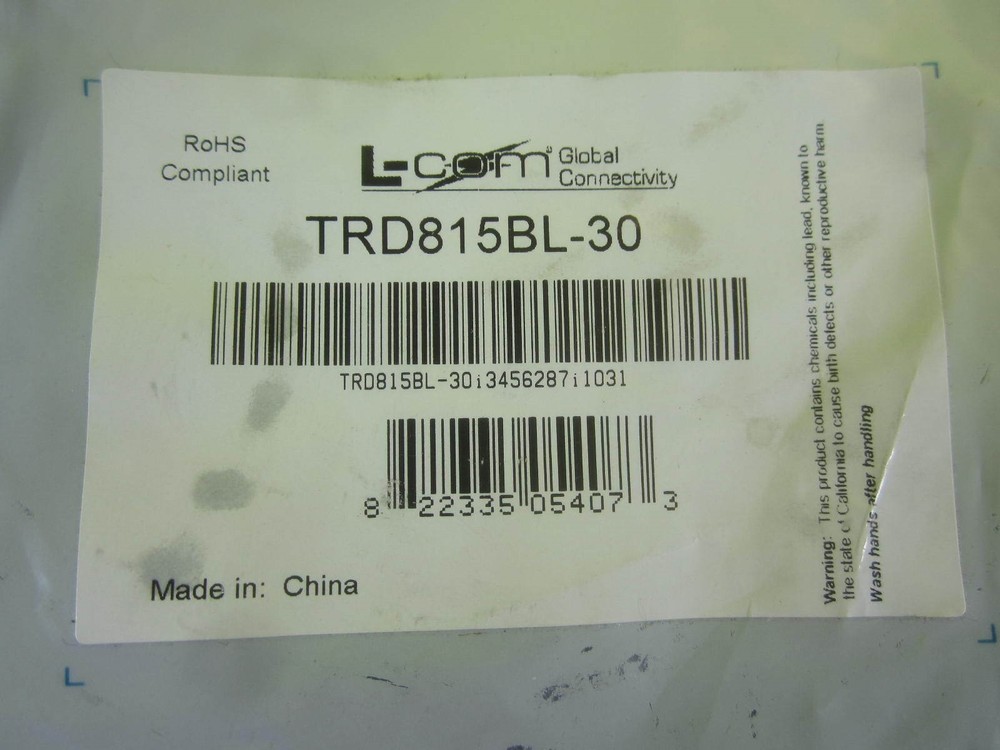 RoHS
Compliant
L-com® Global
Connectivity
TRD815BL-30
TRD815BL-30i3456287i1031
8 22335 05407 3
Made in: China
Warning: This product contains chemicals including lead, known to
the state of California to cause birth defects or other reproductive harm.
Wash hands after handling